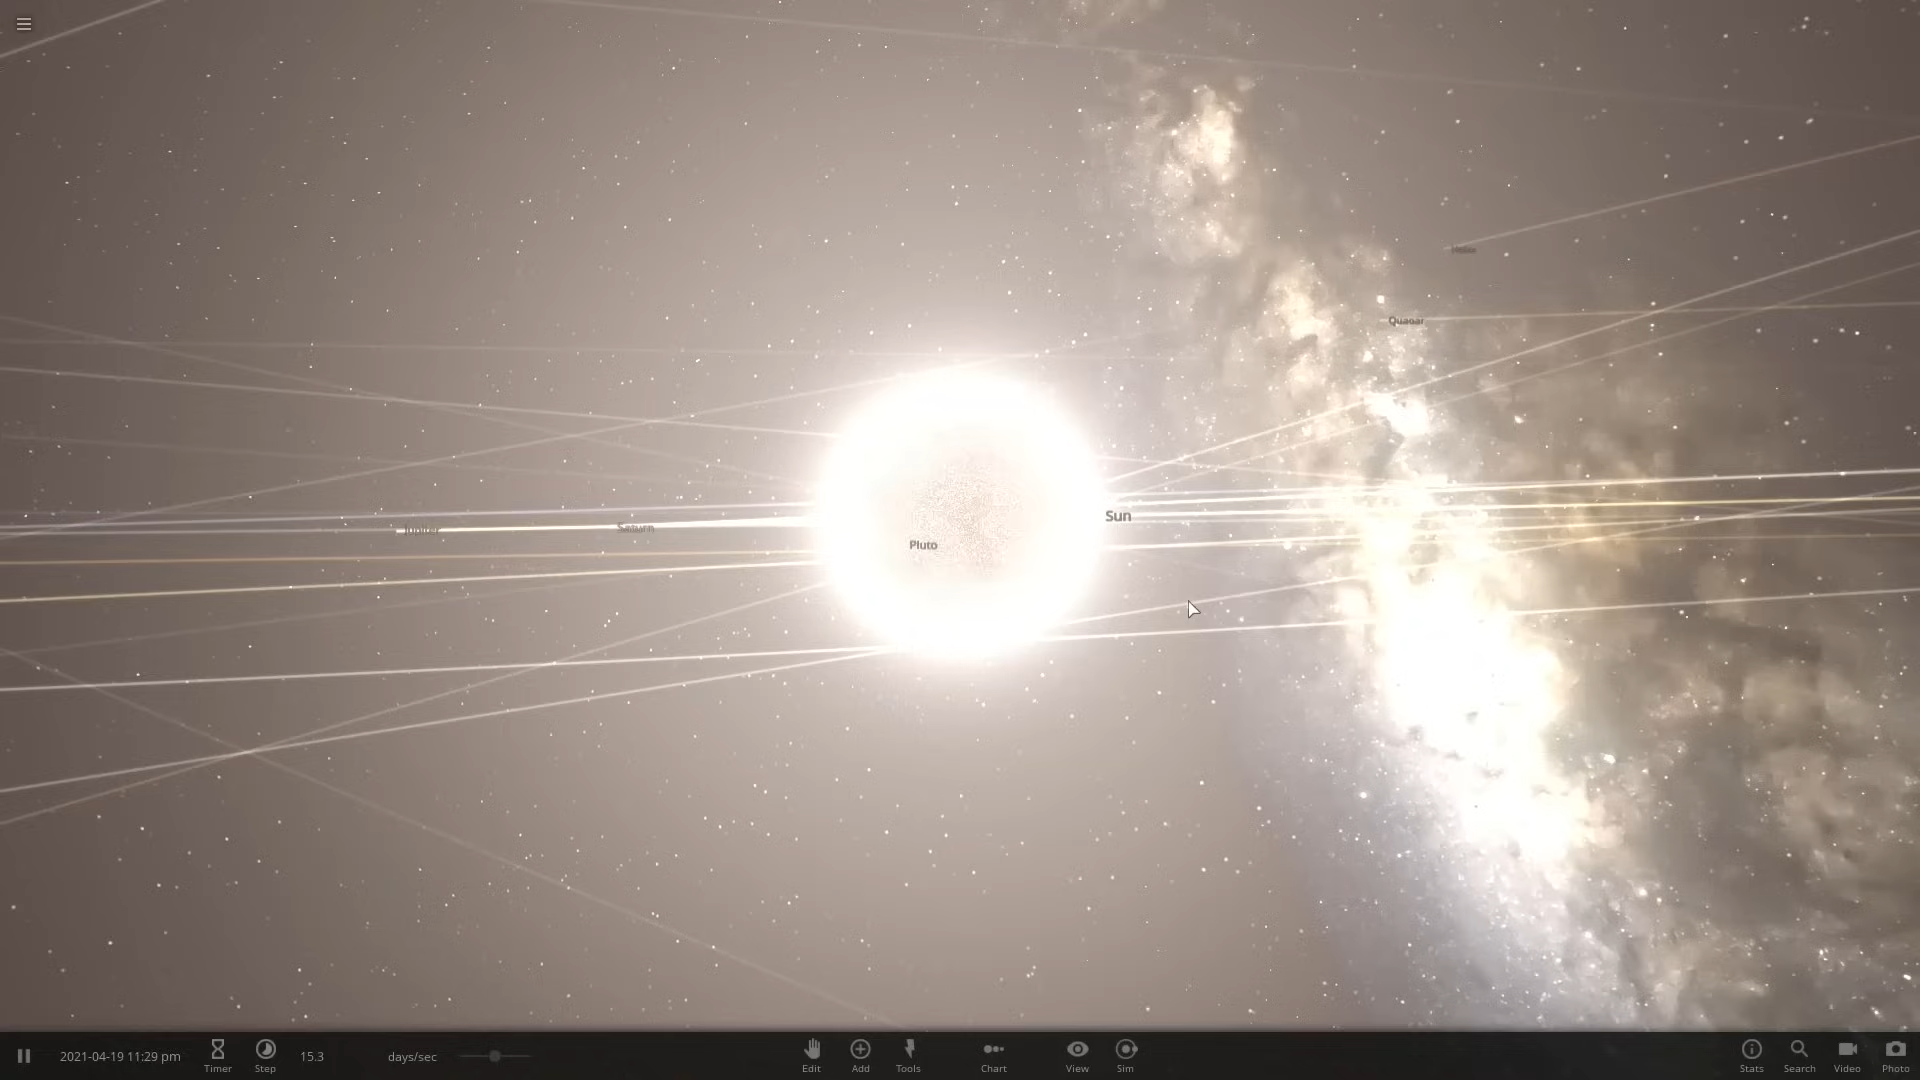 Quaoar
Sun
Jupiter
Saturn
Pluto
2021-04-19 11:29 pm
Timer
Step
15.3
days/sec
Edit
Add
Tools
Chart
View
Sim
Stats
Search
Video
Photo